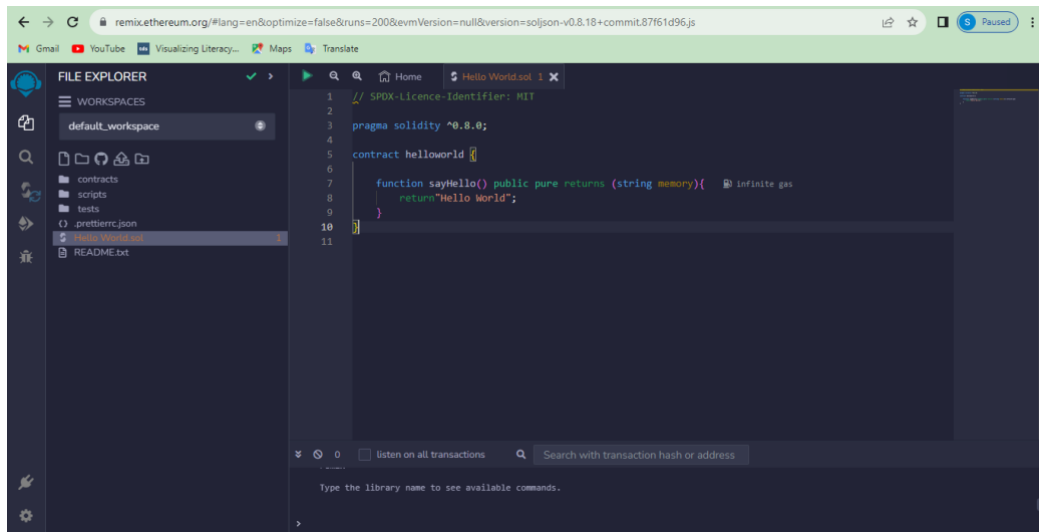 remix.ethereum.org/#lang=en&optimize=false&runs=200&evmVersion=null&version=soljson-v0.8.18+commit.87f61d96.js
S Paused
Gmail YouTube Visualizing Literacy... Maps Translate
FILE EXPLORER
WORKSPACES
default_workspace
contracts
scripts
tests
.prettierrc.json
Hello World.sol 1
README.txt
Home Hello World.sol 1
1 // SPDX-Licence-Identifier: MIT
2
3 pragma solidity ^0.8.0;
4
5 contract helloworld {
6
7 function sayHello() public pure returns (string memory){ infinite gas
8 return"Hello World";
9 }
10 }
11
0 listen on all transactions Search with transaction hash or address
Type the library name to see available commands.
>